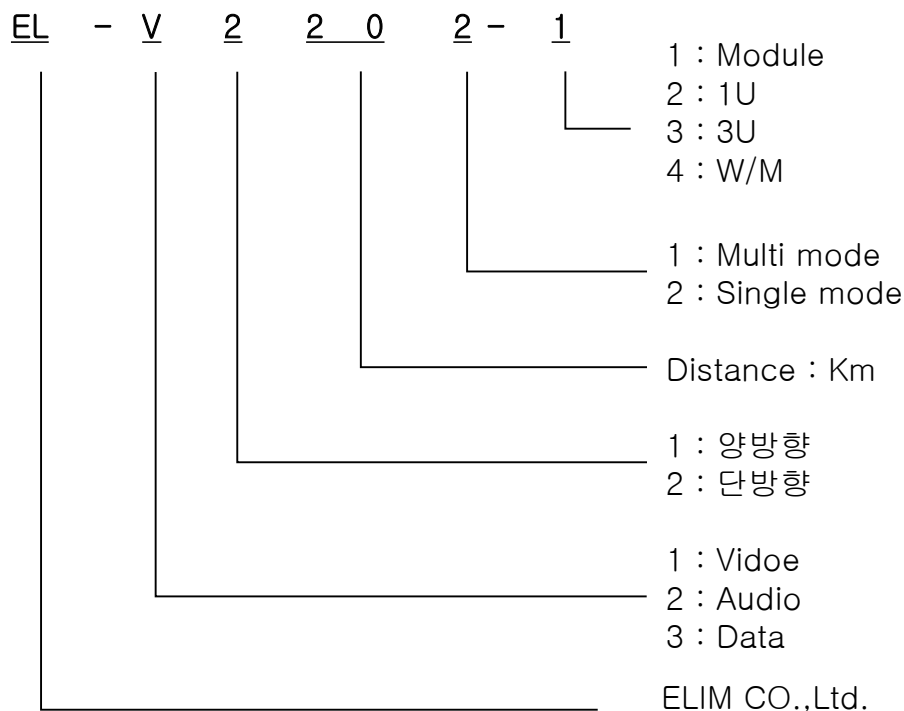 EL - V 2 2 0 2 - 1
1 : Module
2 : 1U
3 : 3U
4 : W/M
1 : Multi mode
2 : Single mode
Distance : Km
1 : 양방향
2 : 단방향
1 : Vidoe
2 : Audio
3 : Data
ELIM CO.,Ltd.